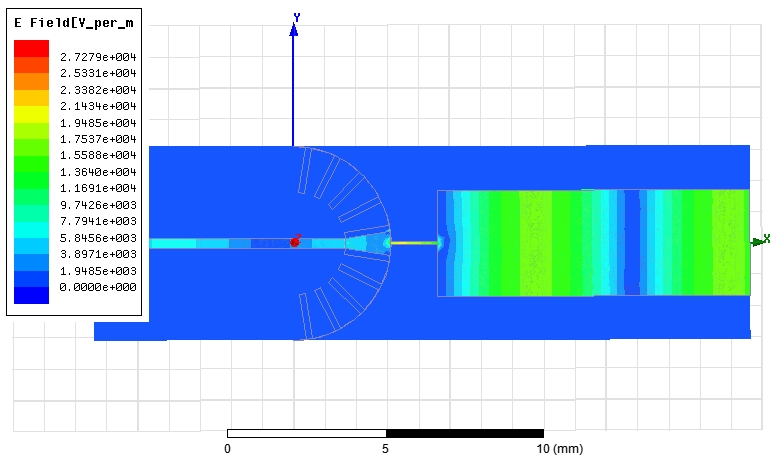 E Field[V_per_m
Y
2.7279e+004
2.5331e+004
2.3382e+004
2.1434e+004
1.9485e+004
1.7537e+004
1.5588e+004
1.3640e+004
1.1691e+004
9.7426e+003
7.7941e+003
5.8456e+003
3.8971e+003
1.9485e+003
0.0000e+000
X
0 5 10 (mm)